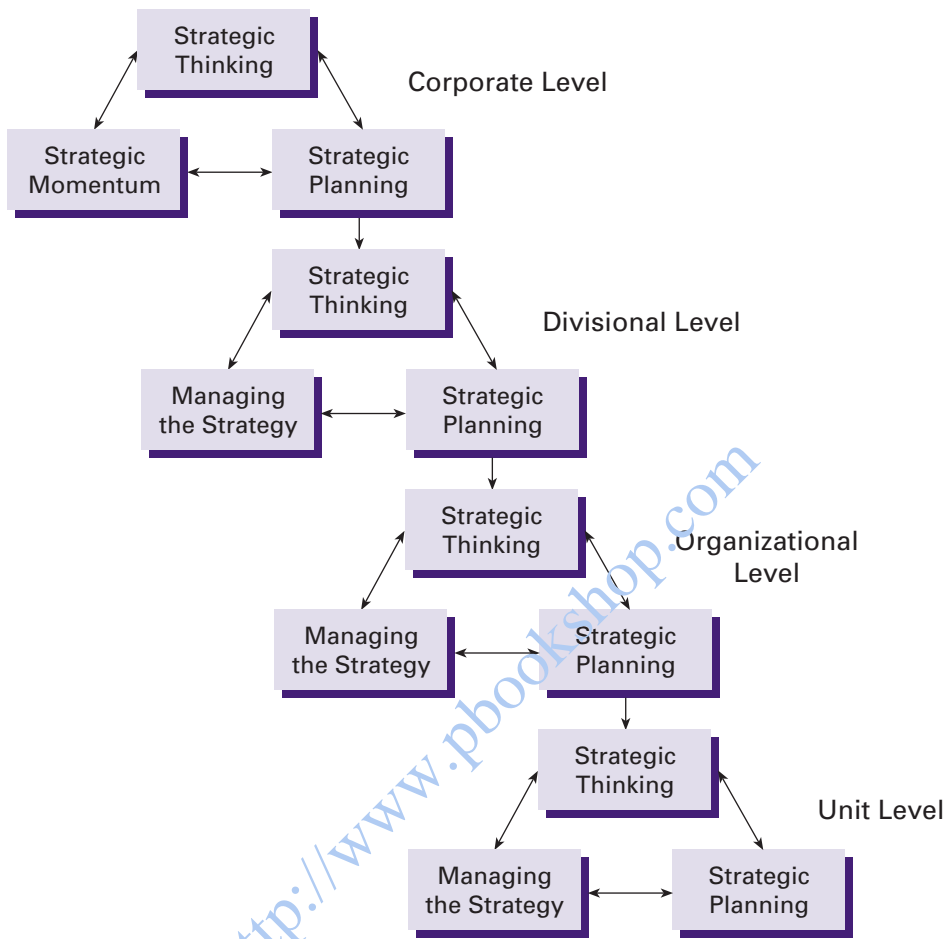 Strategic
Thinking
Corporate Level
Strategic
Momentum
Strategic
Planning
Strategic
Thinking
Divisional Level
Managing
the Strategy
Strategic
Planning
Strategic
Thinking
Organizational
Level
Managing
the Strategy
Strategic
Planning
Strategic
Thinking
Unit Level
Managing
the Strategy
Strategic
Planning
ttp://www.pbookshop.com